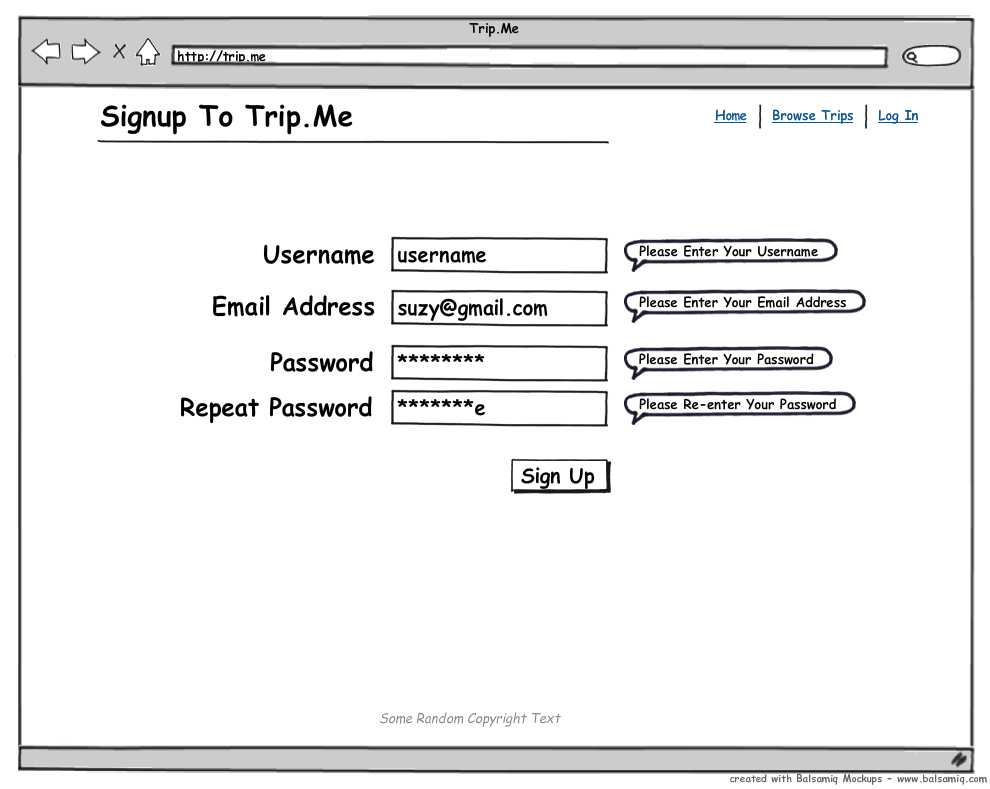 Trip.Me
http://trip.me
Signup To Trip.Me
Home Browse Trips Log In
Username username Please Enter Your Username
Email Address suzy@gmail.com Please Enter Your Email Address
Password ******** Please Enter Your Password
Repeat Password *******e Please Re-enter Your Password
Sign Up
Some Random Copyright Text
created with Balsamiq Mockups - www.balsamiq.com